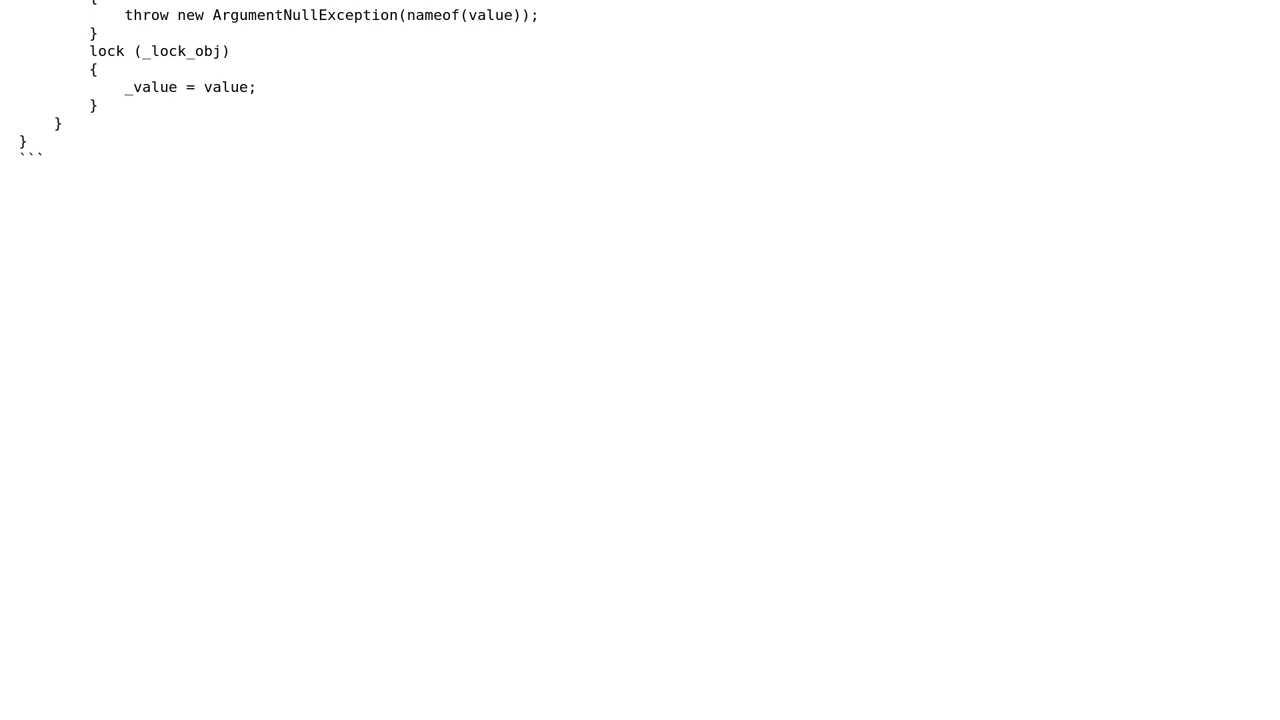 {
            throw new ArgumentNullException(nameof(value));
        }
        lock (_lock_obj)
        {
            _value = value;
        }
    }
}
```